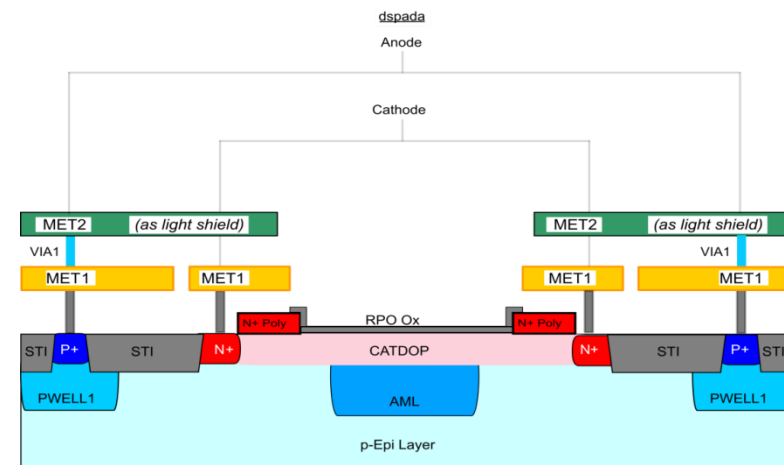 dspada
Anode
Cathode
MET2 (as light shield)
MET2 (as light shield)
VIA1
VIA1
MET1
MET1
MET1
MET1
RPO Ox
N+ Poly
N+ Poly
STI
P+
STI
N+
CATDOP
N+
STI
P+
STI
PWELL1
AML
PWELL1
p-Epi Layer